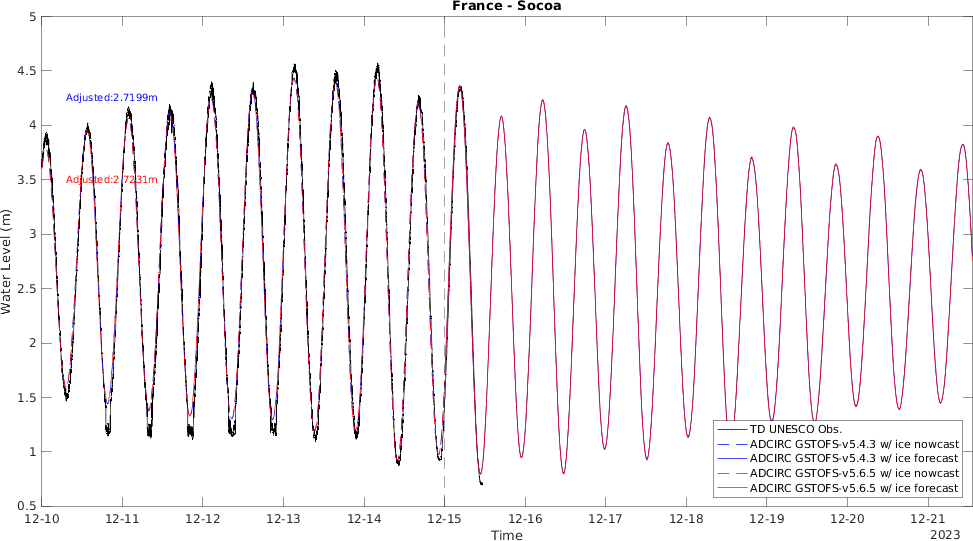 France - Socoa
5
4.5
4
3.5
3
2.5
2
1.5
1
0.5
Water Level (m)
Adjusted:2.7199m
Adjusted:2.7231m
TD UNESCO Obs.
ADCIRC GSTOFS-v5.4.3 w/ ice nowcast
ADCIRC GSTOFS-v5.4.3 w/ ice forecast
ADCIRC GSTOFS-v5.6.5 w/ ice nowcast
ADCIRC GSTOFS-v5.6.5 w/ ice forecast
12-10 12-11 12-12 12-13 12-14 12-15 12-16 12-17 12-18 12-19 12-20 12-21
Time
2023